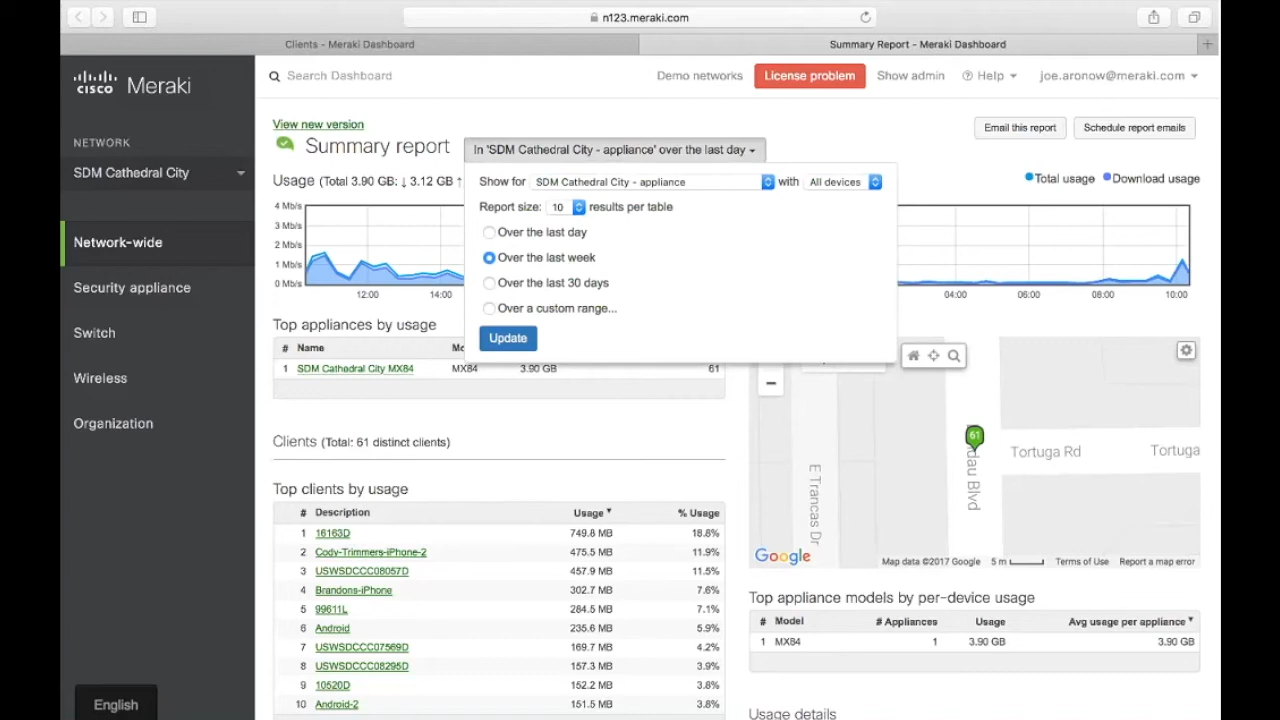 n123.meraki.com
Clients - Meraki Dashboard
Summary Report - Meraki Dashboard
cisco Meraki
Search Dashboard
Demo networks
License problem
Show admin
Help
joe.aronow@meraki.com
NETWORK
SDM Cathedral City
Network-wide
Security appliance
Switch
Wireless
Organization
English
View new version
Summary report
In 'SDM Cathedral City - appliance' over the last day
Email this report
Schedule report emails
Usage (Total 3.90 GB: ↓ 3.12 GB ↑
Total usage
Download usage
Show for SDM Cathedral City - appliance with All devices
Report size: 10 results per table
Over the last day
Over the last week
Over the last 30 days
Over a custom range...
Update
4 Mb/s
3 Mb/s
2 Mb/s
1 Mb/s
0 Mb/s
12:00 14:00 04:00 06:00 08:00 10:00
Top appliances by usage
# Name Mo
1 SDM Cathedral City MX84 MX84 3.90 GB 61
Clients (Total: 61 distinct clients)
Top clients by usage
# Description Usage ▼ % Usage
1 16163D 749.8 MB 18.8%
2 Cody-Trimmers-iPhone-2 475.5 MB 11.9%
3 USWSDCCC08057D 457.9 MB 11.5%
4 Brandons-iPhone 302.7 MB 7.6%
5 99611L 284.5 MB 7.1%
6 Android 235.6 MB 5.9%
7 USWSDCCC07569D 169.7 MB 4.2%
8 USWSDCCC08295D 157.3 MB 3.9%
9 10520D 152.2 MB 3.8%
10 Android-2 151.5 MB 3.8%
61
Tortuga Rd
Tortuga
E Trancas Dr
dau Blvd
Google
Map data ©2017 Google 5 m Terms of Use Report a map error
Top appliance models by per-device usage
# Model # Appliances Usage Avg usage per appliance ▼
1 MX84 1 3.90 GB 3.90 GB
Usage details